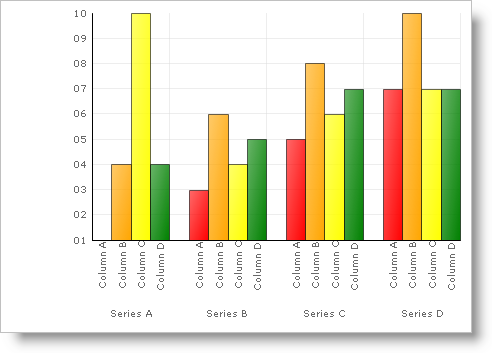 10
09
08
07
06
05
04
03
02
01
Column A
Column B
Column C
Column D
Column A
Column B
Column C
Column D
Column A
Column B
Column C
Column D
Column A
Column B
Column C
Column D
Series A
Series B
Series C
Series D